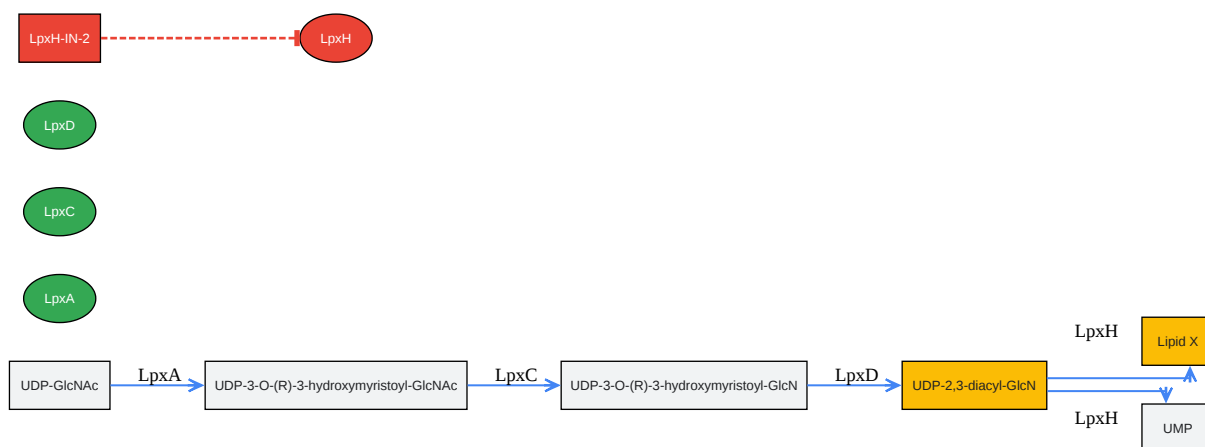 LpxH-IN-2
LpxH
LpxD
LpxC
LpxA
LpxH
Lipid X
UDP-GlcNAc
LpxA
UDP-3-O-(R)-3-hydroxymyristoyl-GlcNAc
LpxC
UDP-3-O-(R)-3-hydroxymyristoyl-GlcN
LpxD
UDP-2,3-diacyl-GlcN
LpxH
UMP